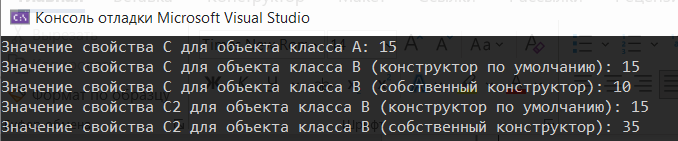 Консоль отладки Microsoft Visual Studio
Значение свойства C для объекта класса A: 15
Значение свойства C для объекта класса B (конструктор по умолчанию): 15
Значение свойства C для объекта класса B (собственный конструктор): 10
Значение свойства C2 для объекта класса B (конструктор по умолчанию): 15
Значение свойства C2 для объекта класса B (собственный конструктор): 35